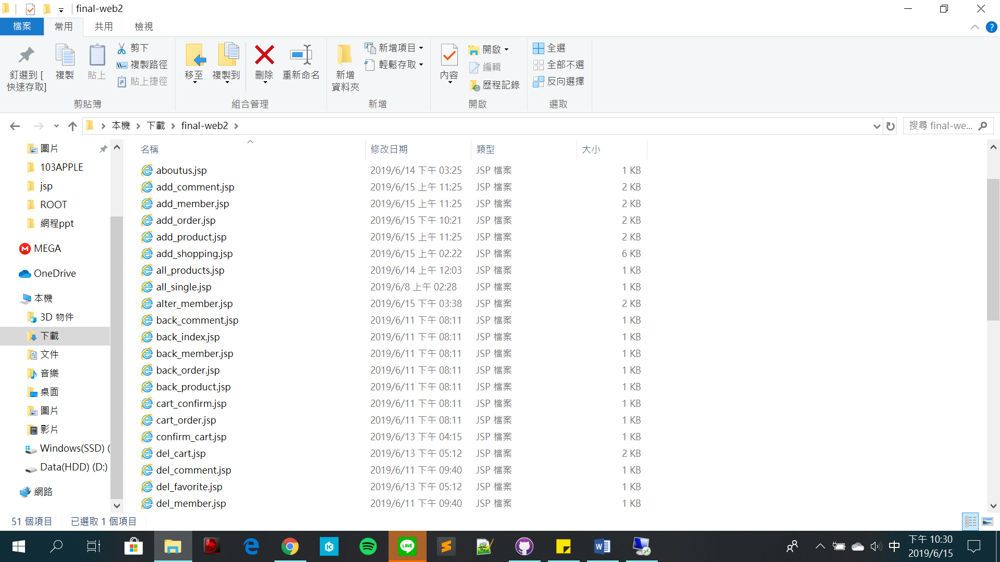 final-web2
檔案 常用 共用 檢視
釘選到 [快速存取]
複製
貼上
剪下
複製路徑
貼上捷徑
剪貼簿
移至
複製到
刪除
重新命名
組合管理
新增資料夾
新增項目
輕鬆存取
新增
內容
開啟
編輯
歷程記錄
開啟
全選
全部不選
反向選擇
選取
本機 下載 final-web2
搜尋 final-we...
圖片
103APPLE
jsp
ROOT
網程ppt
MEGA
OneDrive
本機
3D 物件
下載
文件
音樂
桌面
圖片
影片
Windows(SSD) (
Data(HDD) (D:)
網路
名稱 修改日期 類型 大小
aboutus.jsp 2019/6/14 下午 03:25 JSP 檔案 1 KB
add_comment.jsp 2019/6/15 上午 11:25 JSP 檔案 2 KB
add_member.jsp 2019/6/15 上午 11:25 JSP 檔案 2 KB
add_order.jsp 2019/6/15 下午 10:21 JSP 檔案 2 KB
add_product.jsp 2019/6/15 上午 11:25 JSP 檔案 2 KB
add_shopping.jsp 2019/6/15 上午 02:22 JSP 檔案 6 KB
all_products.jsp 2019/6/14 上午 12:03 JSP 檔案 1 KB
all_single.jsp 2019/6/8 上午 02:28 JSP 檔案 1 KB
alter_member.jsp 2019/6/15 下午 03:38 JSP 檔案 2 KB
back_comment.jsp 2019/6/11 下午 08:11 JSP 檔案 1 KB
back_index.jsp 2019/6/11 下午 08:11 JSP 檔案 1 KB
back_member.jsp 2019/6/11 下午 08:11 JSP 檔案 1 KB
back_order.jsp 2019/6/11 下午 08:11 JSP 檔案 1 KB
back_product.jsp 2019/6/11 下午 08:11 JSP 檔案 1 KB
cart_confirm.jsp 2019/6/11 下午 08:11 JSP 檔案 1 KB
cart_order.jsp 2019/6/11 下午 08:11 JSP 檔案 1 KB
confirm_cart.jsp 2019/6/13 下午 04:15 JSP 檔案 1 KB
del_cart.jsp 2019/6/13 下午 05:12 JSP 檔案 2 KB
del_comment.jsp 2019/6/11 下午 09:40 JSP 檔案 1 KB
del_favorite.jsp 2019/6/13 下午 05:12 JSP 檔案 1 KB
del_member.jsp 2019/6/11 下午 09:40 JSP 檔案 1 KB
51 個項目 已選取 1 個項目
LINE
中
下午 10:30
2019/6/15